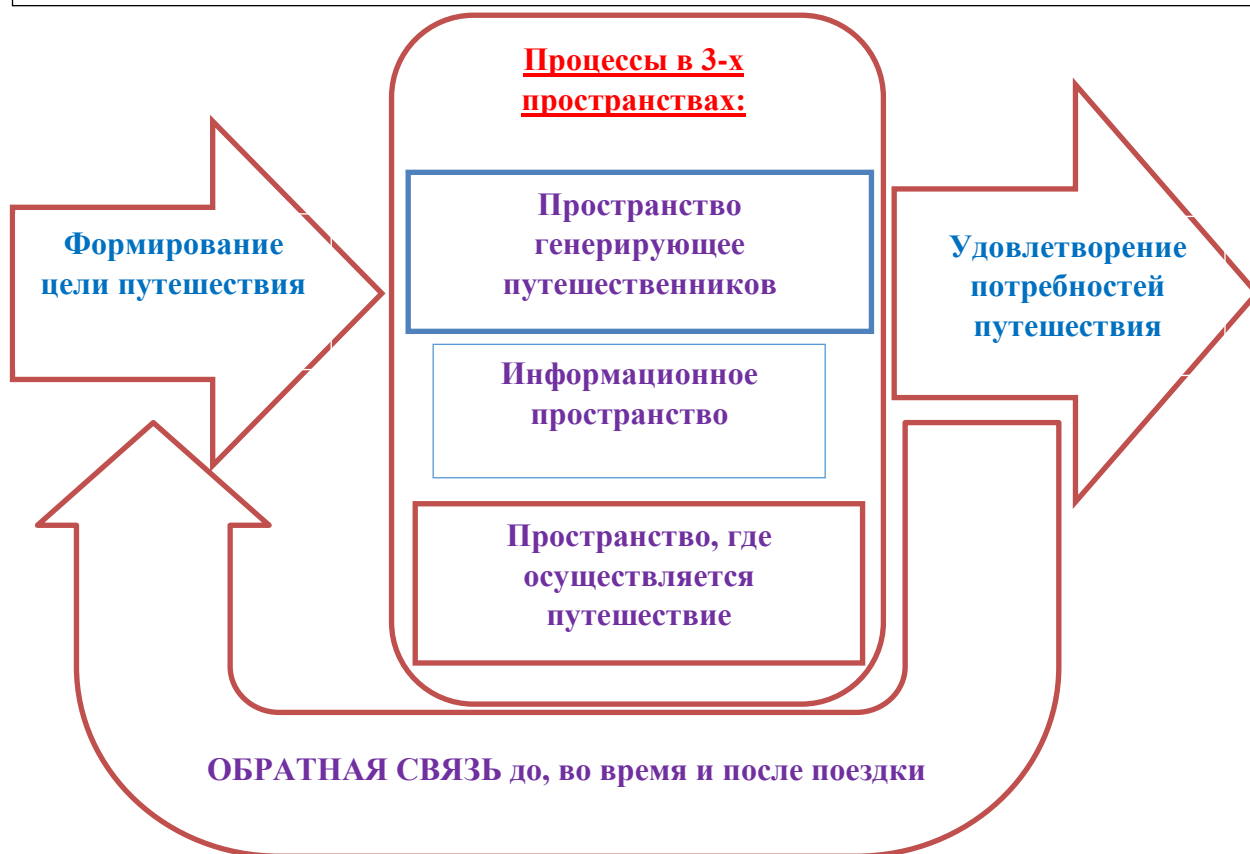 Процессы в 3-х
пространствах:
Формирование
цели путешествия
Пространство
генерирующее
путешественников
Информационное
пространство
Пространство, где
осуществляется
путешествие
Удовлетворение
потребностей
путешествия
ОБРАТНАЯ СВЯЗЬ до, во время и после поездки